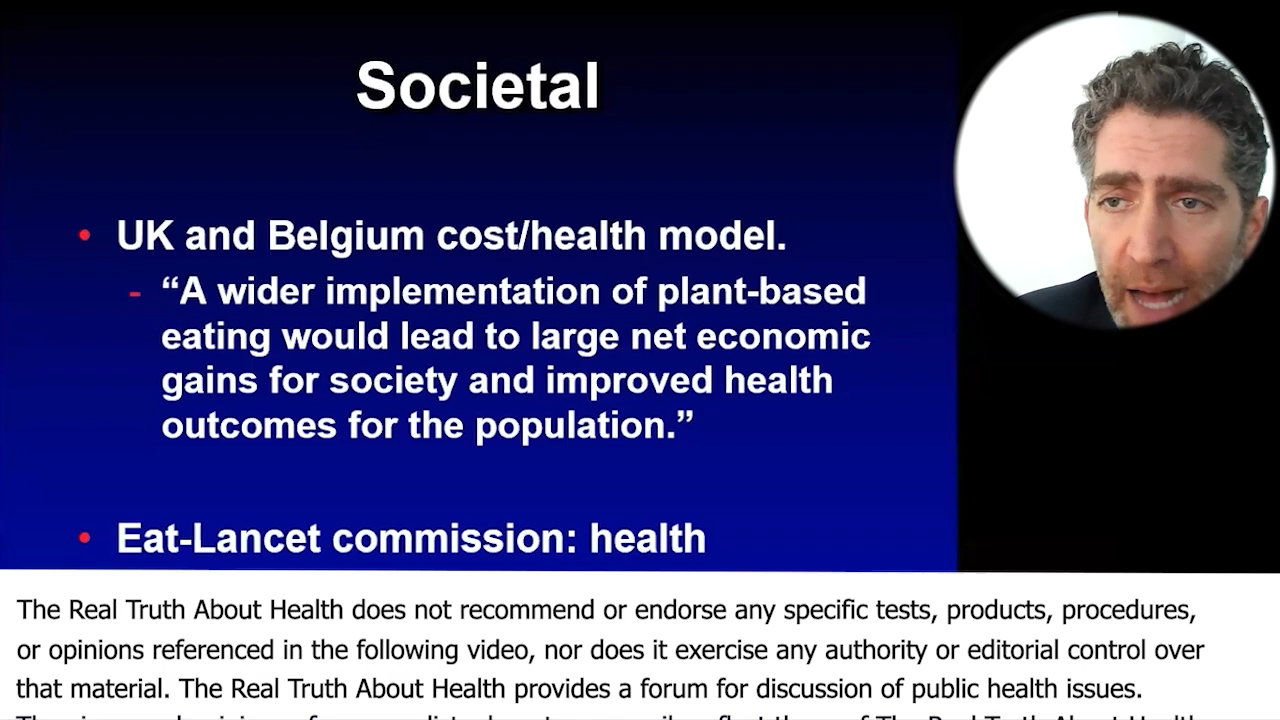 Societal
• UK and Belgium cost/health model.
- “A wider implementation of plant-based
eating would lead to large net economic
gains for society and improved health
outcomes for the population.”
• Eat-Lancet commission: health
The Real Truth About Health does not recommend or endorse any specific tests, products, procedures,
or opinions referenced in the following video, nor does it exercise any authority or editorial control over
that material. The Real Truth About Health provides a forum for discussion of public health issues.